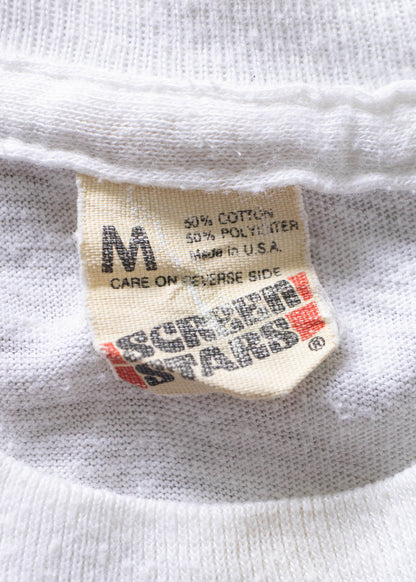 M
50% COTTON
50% POLYESTER
Made in U.S.A.
CARE ON REVERSE SIDE
SCREEN
STARS
®